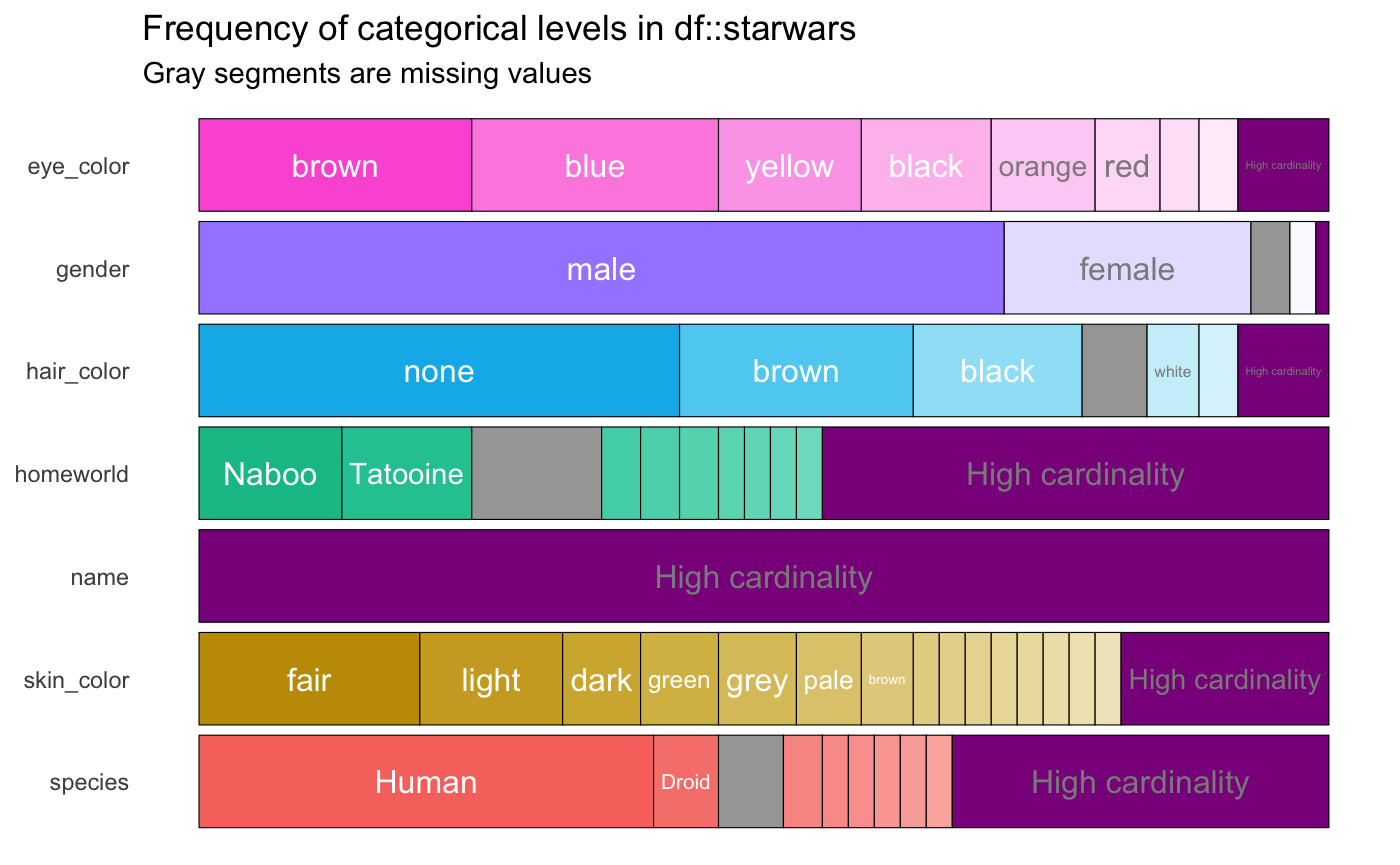 Frequency of categorical levels in df::starwars
Gray segments are missing values
eye_color brown blue yellow black orange red High cardinality
gender male female
hair_color none brown black white High cardinality
homeworld Naboo Tatooine High cardinality
name High cardinality
skin_color fair light dark green grey pale brown High cardinality
species Human Droid High cardinality